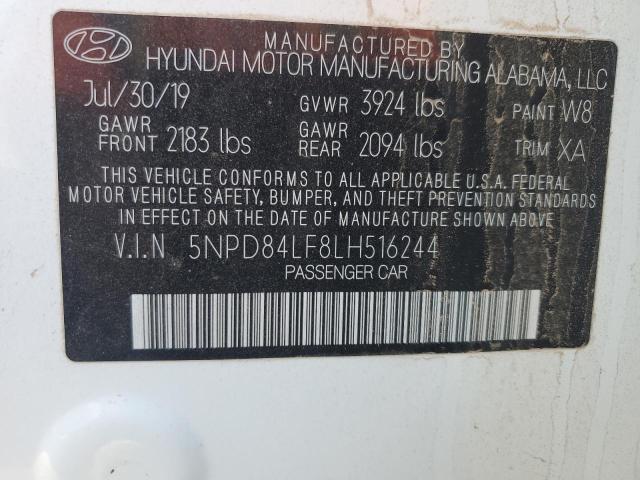 MANUFACTURED BY
HYUNDAI MOTOR MANUFACTURING ALABAMA, LLC
Jul/30/19 GVWR 3924 lbs PAINT W8
GAWR FRONT 2183 lbs GAWR REAR 2094 lbs TRIM XA
THIS VEHICLE CONFORMS TO ALL APPLICABLE U.S.A. FEDERAL
MOTOR VEHICLE SAFETY, BUMPER, AND THEFT PREVENTION STANDARDS
IN EFFECT ON THE DATE OF MANUFACTURE SHOWN ABOVE.
V.I.N 5NPD84LF8LH516244
PASSENGER CAR